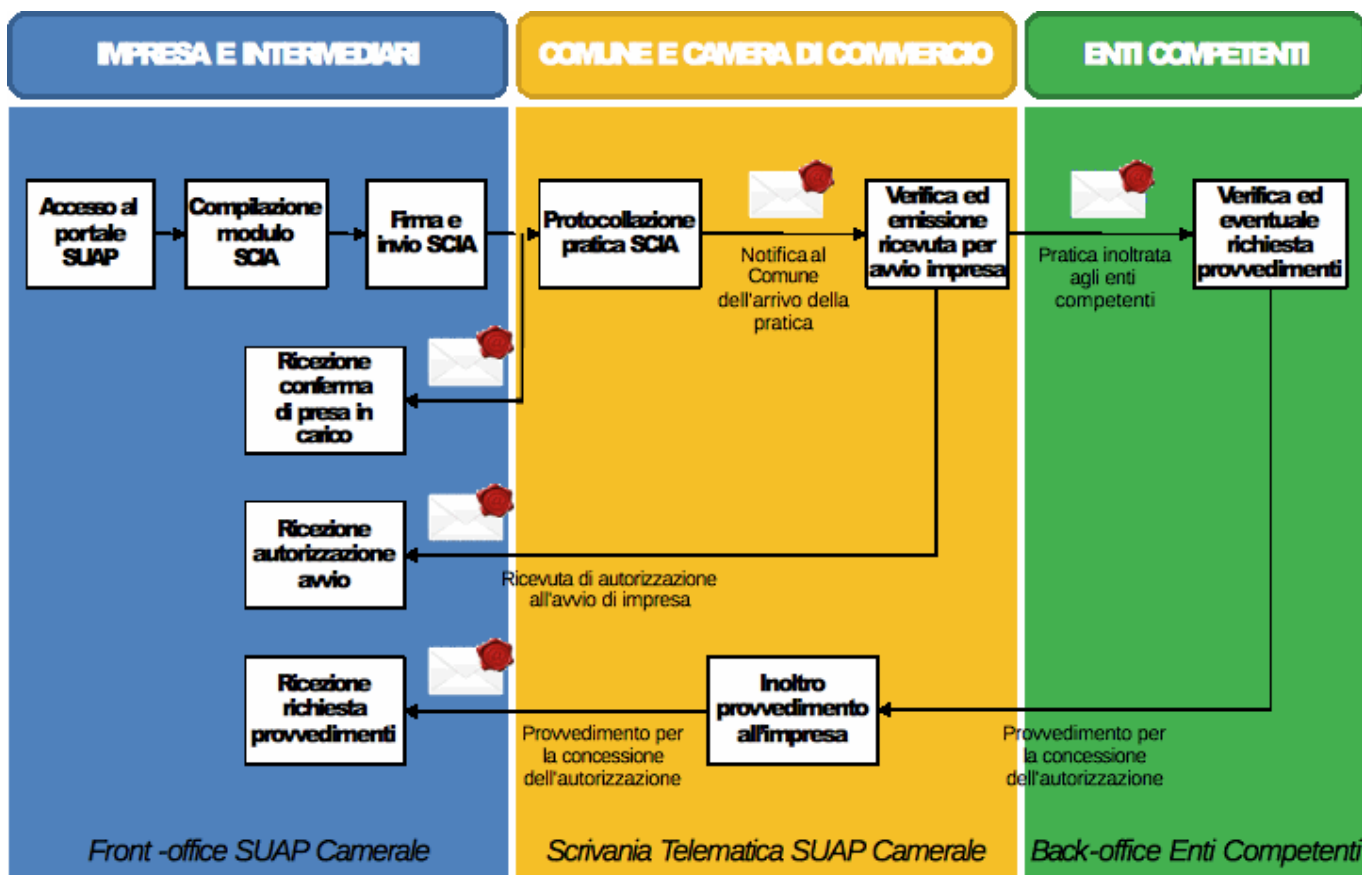 IMPRESA E INTERMEDIARI
COMUNE E CAMERA DI COMMERCIO
ENTI COMPETENTI
Accesso al
portale
SUAP
Compilazione
modulo
SCIA
Firma e
invio SCIA
Protocollazione
pratica SCIA
Notifica al
Comune
dell'arrivo della
pratica
Verifica ed
emissione
ricevuta per
avvio impresa
Pratica inoltrata
agli enti
competenti
Verifica ed
eventuale
richiesta
provvedimenti
Ricezione
conferma
di presa in
carico
Ricezione
autorizzazione
avvio
Ricevuta di autorizzazione
all'avvio di impresa
Ricezione
richiesta
provvedimenti
Provvedimento per
la concessione
dell'autorizzazione
Inoltro
provvedimento
all'impresa
Provvedimento per
la concessione
dell'autorizzazione
Front -office SUAP Camerale
Scrivania Telematica SUAP Camerale
Back-office Enti Competenti